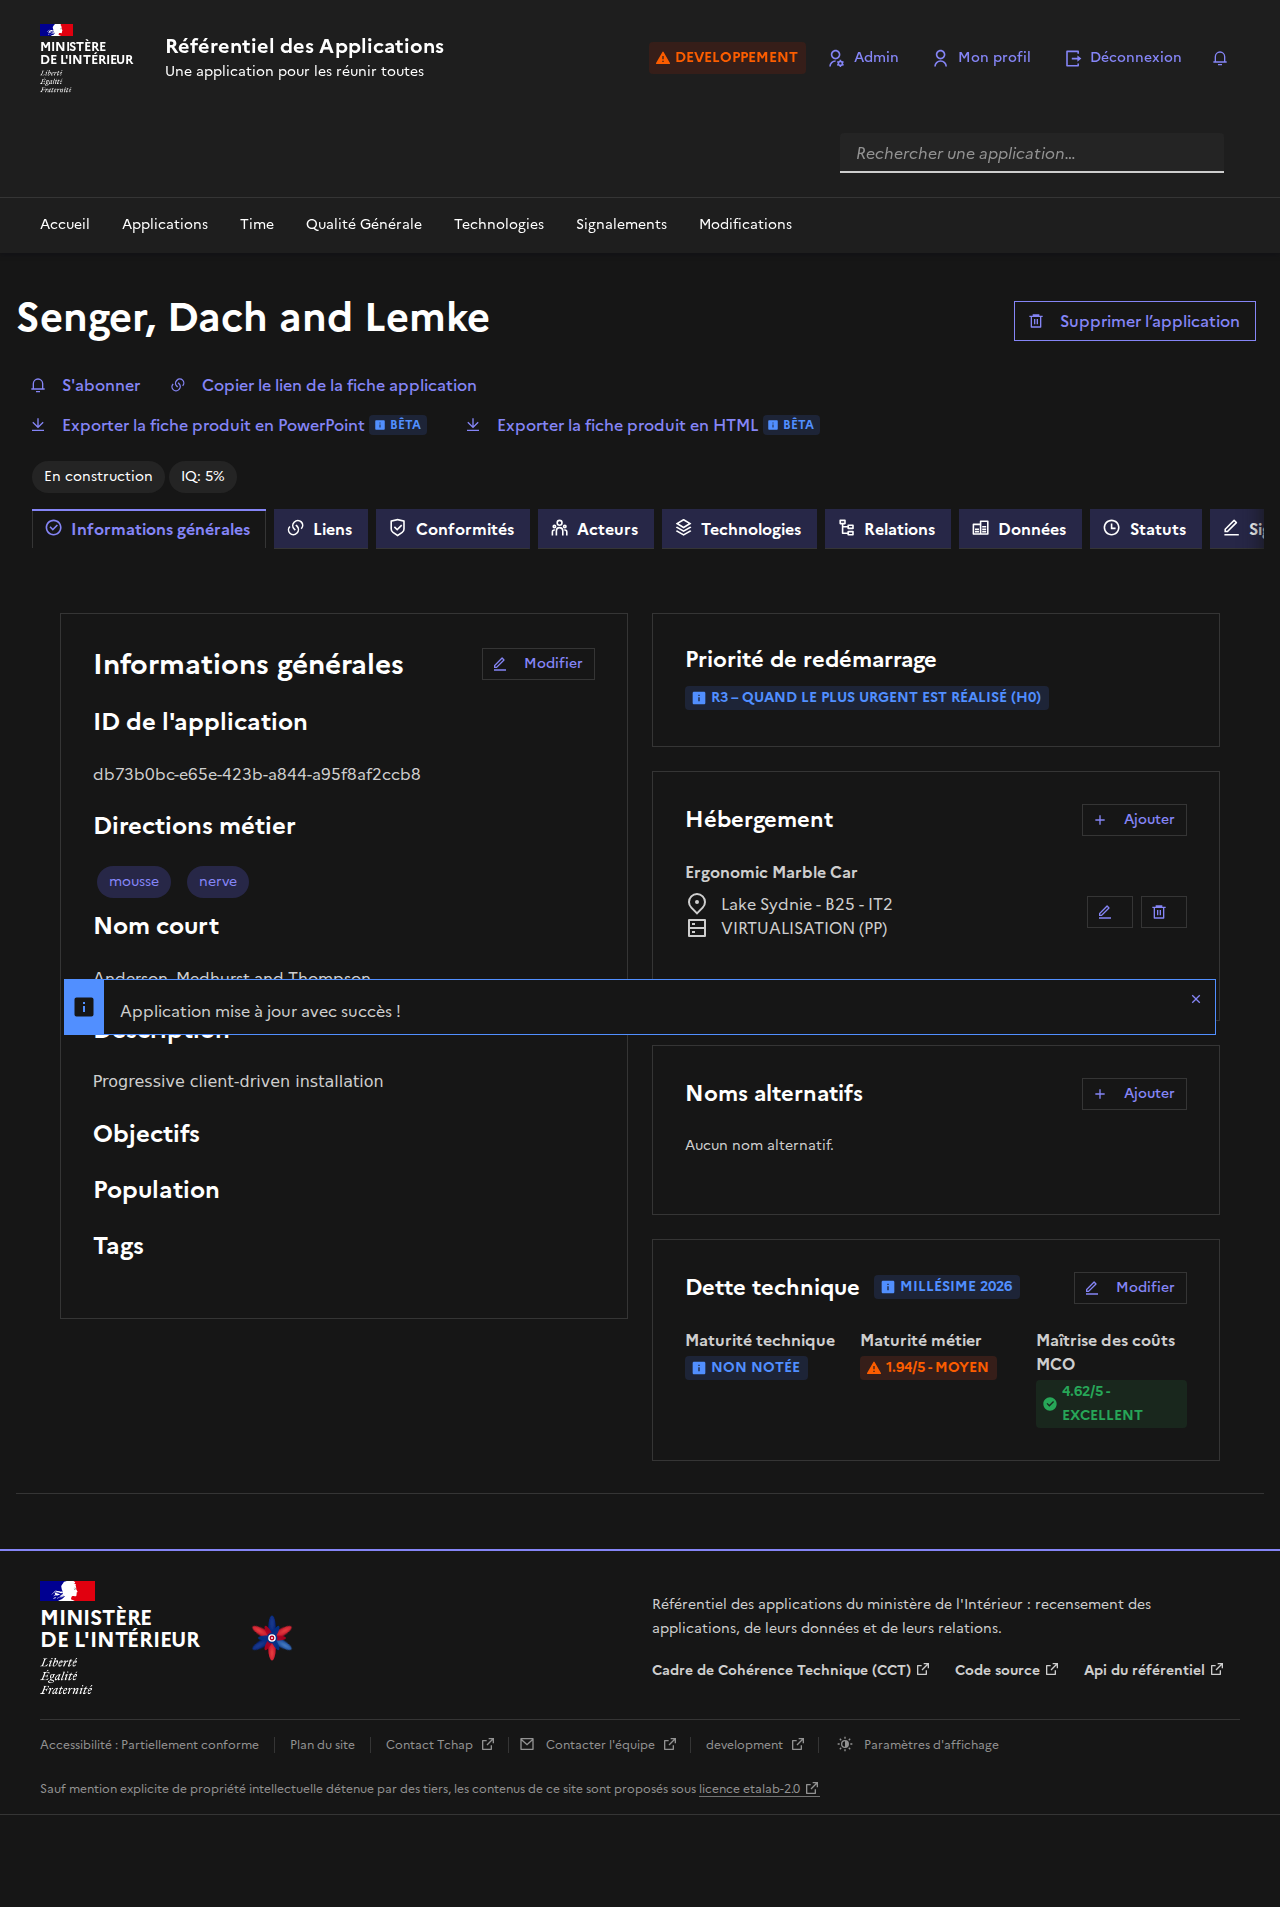 MINISTÈRE
DE L'INTÉRIEUR
Liberté
Égalité
Fraternité
Référentiel des Applications
Une application pour les réunir toutes
DEVELOPPEMENT
Admin
Mon profil
Déconnexion
Rechercher une application...
Accueil
Applications
Time
Qualité Générale
Technologies
Signalements
Modifications
Senger, Dach and Lemke
Supprimer l’application
S'abonner
Copier le lien de la fiche application
Exporter la fiche produit en PowerPoint
BÊTA
Exporter la fiche produit en HTML
BÊTA
En construction
IQ: 5%
Informations générales
Liens
Conformités
Acteurs
Technologies
Relations
Données
Statuts
Informations générales
Modifier
ID de l'application
db73b0bc-e65e-423b-a844-a95f8af2ccb8
Directions métier
mousse
nerve
Nom court
Anderson, Medhurst and Thompson
Description
Progressive client-driven installation
Objectifs
Population
Tags
Priorité de redémarrage
R3 – QUAND LE PLUS URGENT EST RÉALISÉ (H0)
Hébergement
Ajouter
Ergonomic Marble Car
Lake Sydnie - B25 - IT2
VIRTUALISATION (PP)
Application mise à jour avec succès !
Noms alternatifs
Ajouter
Aucun nom alternatif.
Dette technique
MILLÉSIME 2026
Modifier
Maturité technique
NON NOTÉE
Maturité métier
1.94/5 - MOYEN
Maîtrise des coûts
MCO
4.62/5 -
EXCELLENT
MINISTÈRE
DE L'INTÉRIEUR
Liberté
Égalité
Fraternité
Référentiel des applications du ministère de l'Intérieur : recensement des
applications, de leurs données et de leurs relations.
Cadre de Cohérence Technique (CCT)
Code source
Api du référentiel
Accessibilité : Partiellement conforme
Plan du site
Contact Tchap
Contacter l'équipe
development
Paramètres d'affichage
Sauf mention explicite de propriété intellectuelle détenue par des tiers, les contenus de ce site sont proposés sous licence etalab-2.0